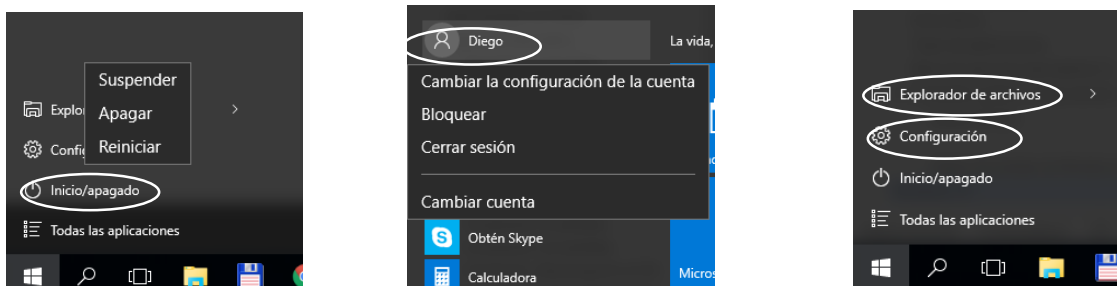 Suspender
Explo
Apagar
Confi
Reiniciar
Inicio/apagado
Todas las aplicaciones
Diego
La vida,
Cambiar la configuración de la cuenta
Bloquear
Cerrar sesión
Cambiar cuenta
Obtén Skype
Calculadora
Micros
Explorador de archivos
Configuración
Inicio/apagado
Todas las aplicaciones